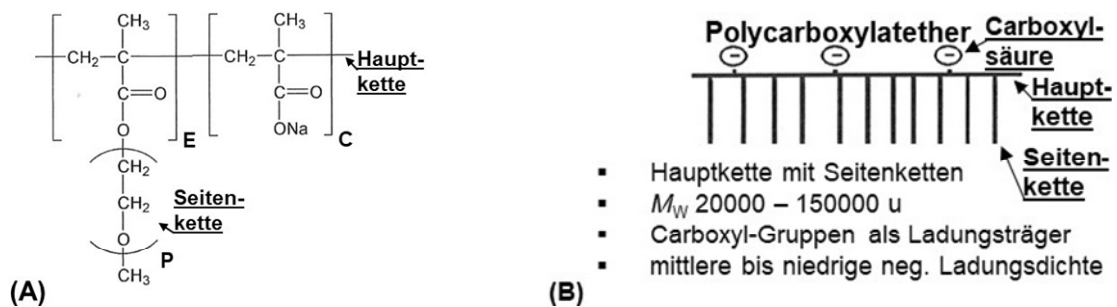 CH₃
CH₃
CH₂
C
CH₂
C
Haupt-
kette
C
O
C
O
O
E
ONa
C
CH₂
CH₂
Seiten-
kette
O
P
CH₃
(A)
Polycarboxylatether
Carboxyl-
säure
Haupt-
kette
Seiten-
kette
▪ Hauptkette mit Seitenketten
▪ M_W 20000 – 150000 u
▪ Carboxyl-Gruppen als Ladungsträger
▪ mittlere bis niedrige neg. Ladungsdichte
(B)